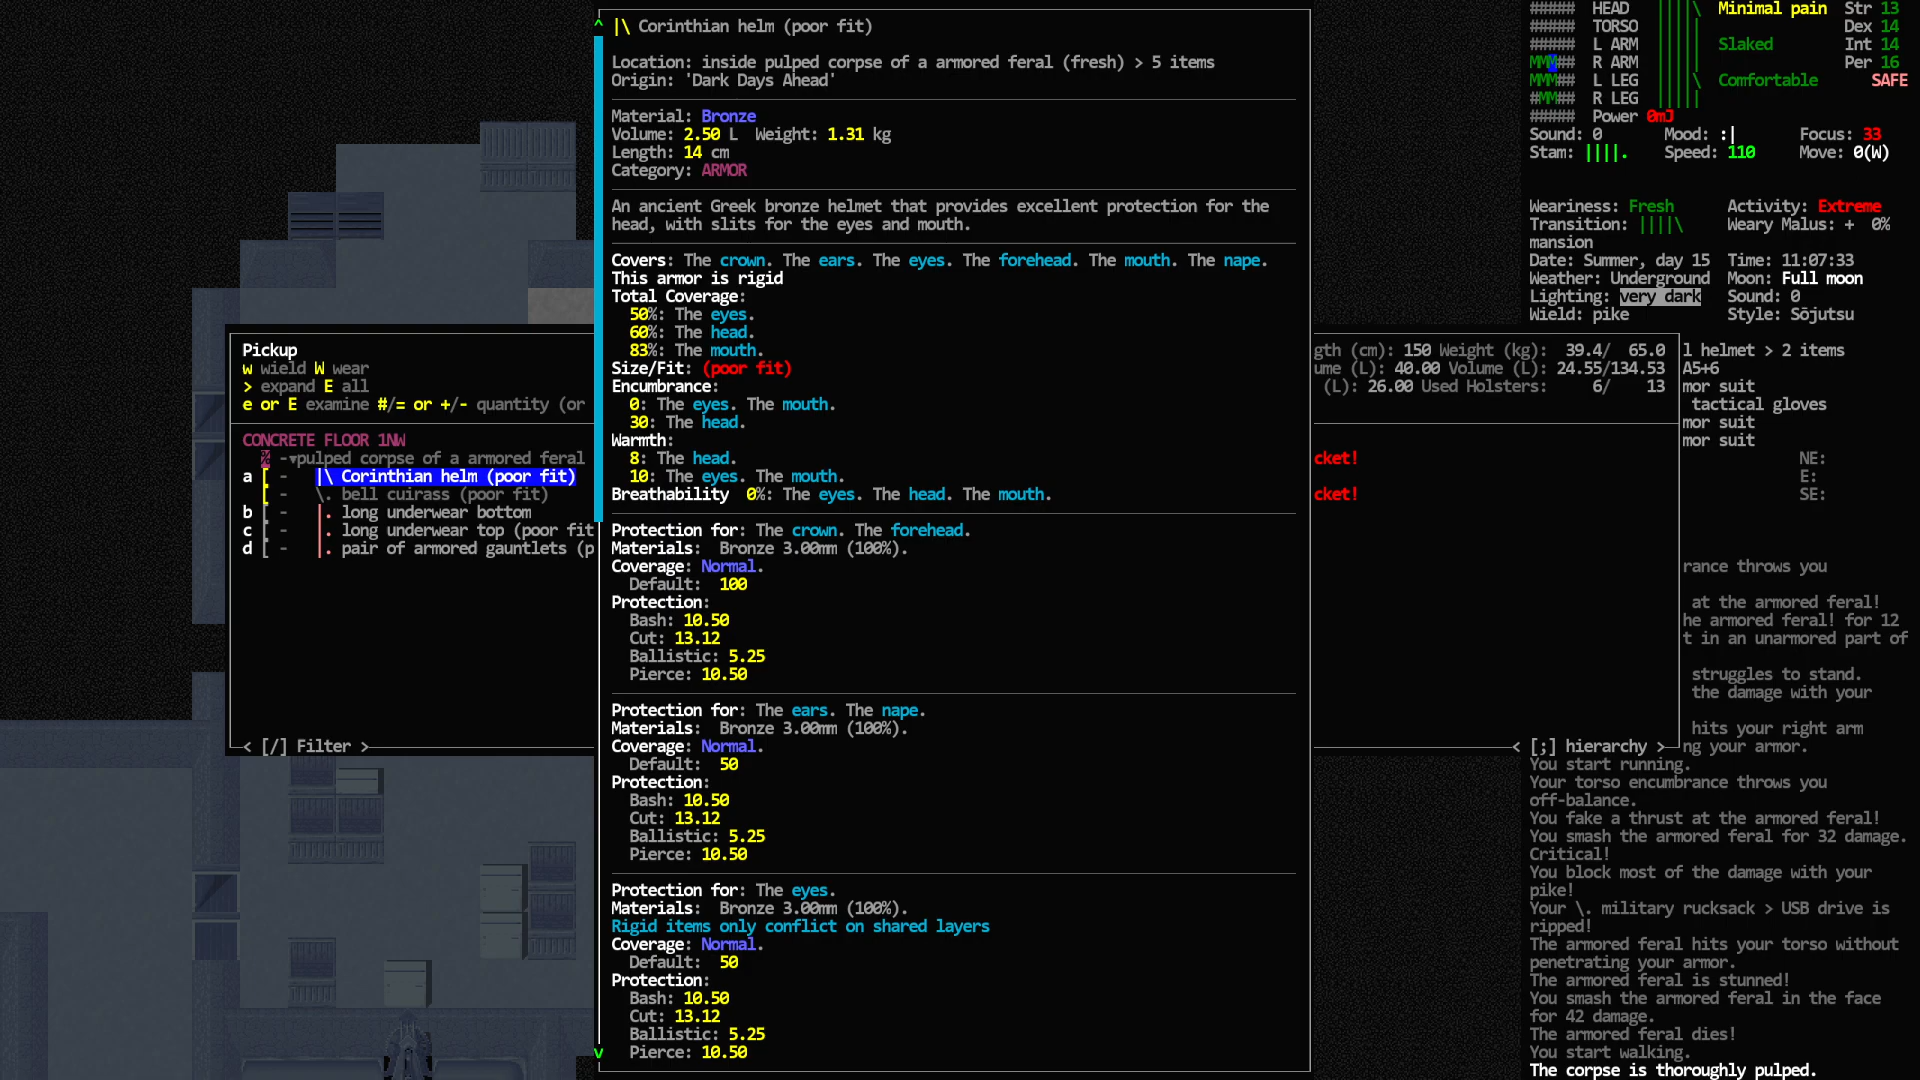 |\ Corinthian helm (poor fit)
Location: inside pulped corpse of a armored feral (fresh) > 5 items
Origin: 'Dark Days Ahead'
Material: Bronze
Volume: 2.50 L  Weight: 1.31 kg
Length: 14 cm
Category: ARMOR
An ancient Greek bronze helmet that provides excellent protection for the
head, with slits for the eyes and mouth.
Covers: The crown. The ears. The eyes. The forehead. The mouth. The nape.
This armor is rigid
Total Coverage:
50%: The eyes.
60%: The head.
83%: The mouth.
Size/Fit: (poor fit)
Encumbrance:
0: The eyes. The mouth.
30: The head.
Warmth:
8: The head.
10: The eyes. The mouth.
Breathability  0%: The eyes. The head. The mouth.
Protection for: The crown. The forehead.
Materials:  Bronze 3.00mm (100%).
Coverage: Normal.
Default:  100
Protection:
Bash: 10.50
Cut: 13.12
Ballistic: 5.25
Pierce: 10.50
Protection for: The ears. The nape.
Materials:  Bronze 3.00mm (100%).
Coverage: Normal.
Default:  50
Protection:
Bash: 10.50
Cut: 13.12
Ballistic: 5.25
Pierce: 10.50
Protection for: The eyes.
Materials:  Bronze 3.00mm (100%).
Rigid items only conflict on shared layers
Coverage: Normal.
Default:  50
Protection:
Bash: 10.50
Cut: 13.12
Ballistic: 5.25
Pierce: 10.50
Pickup
w wield W wear
> expand E all
e or E examine #/= or +/- quantity (or
CONCRETE FLOOR 1NW
% -▾pulped corpse of a armored feral
a [ -   |\ Corinthian helm (poor fit)
[ -   \. bell cuirass (poor fit)
b [ -   |. long underwear bottom
c [ -   |. long underwear top (poor fit
d [ -   |. pair of armored gauntlets (p
< [/] Filter >
gth (cm): 150 Weight (kg):  39.4/  65.0
ume (L): 40.00 Volume (L): 24.55/134.53
(L): 26.00 Used Holsters:    6/    13
cket!
cket!
< [;] hierarchy >
##### HEAD ||||\ Minimal pain  Str 13
##### TORSO |||||  Dex 14
##### L ARM ||||| Slaked  Int 14
R ARM |||||  Per 16
L LEG ||||\ Comfortable  SAFE
#MM## R LEG |||||
##### Power 0mJ
Sound: 0  Mood: :|  Focus: 33
Stam: ||||.  Speed: 110  Move: 0(W)
Weariness: Fresh  Activity: Extreme
Transition: ||||\  Weary Malus: +  0%
mansion
Date: Summer, day 15  Time: 11:07:33
Weather: Underground  Moon: Full moon
Lighting: very dark  Sound: 0
Wield: pike  Style: Sōjutsu
l helmet > 2 items
A5+6
mor suit
tactical gloves
mor suit
mor suit
NE:
E:
SE:
rance throws you
at the armored feral!
he armored feral! for 12
t in an unarmored part of
struggles to stand.
the damage with your
hits your right arm
ng your armor.
You start running.
Your torso encumbrance throws you
off-balance.
You fake a thrust at the armored feral!
You smash the armored feral for 32 damage.
Critical!
You block most of the damage with your
pike!
Your \. military rucksack > USB drive is
ripped!
The armored feral hits your torso without
penetrating your armor.
The armored feral is stunned!
You smash the armored feral in the face
for 42 damage.
The armored feral dies!
You start walking.
The corpse is thoroughly pulped.